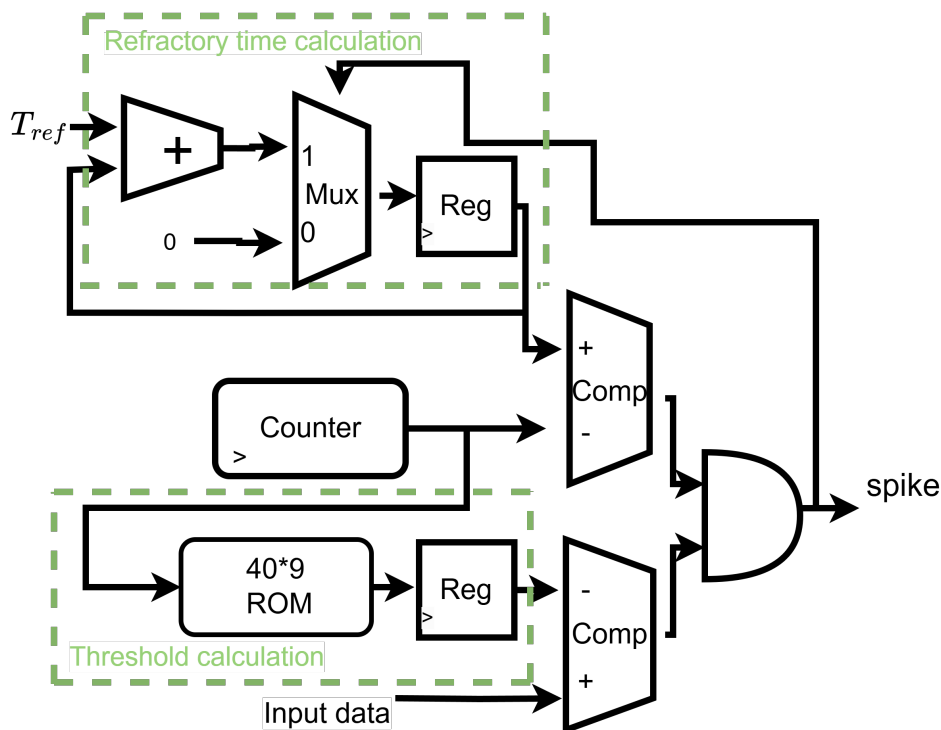 Refractory time calculation
T_ref
+
1
Mux
0
0
Reg
>
+
Comp
-
Counter
>
spike
40*9
ROM
Reg
>
-
Comp
+
Threshold calculation
Input data